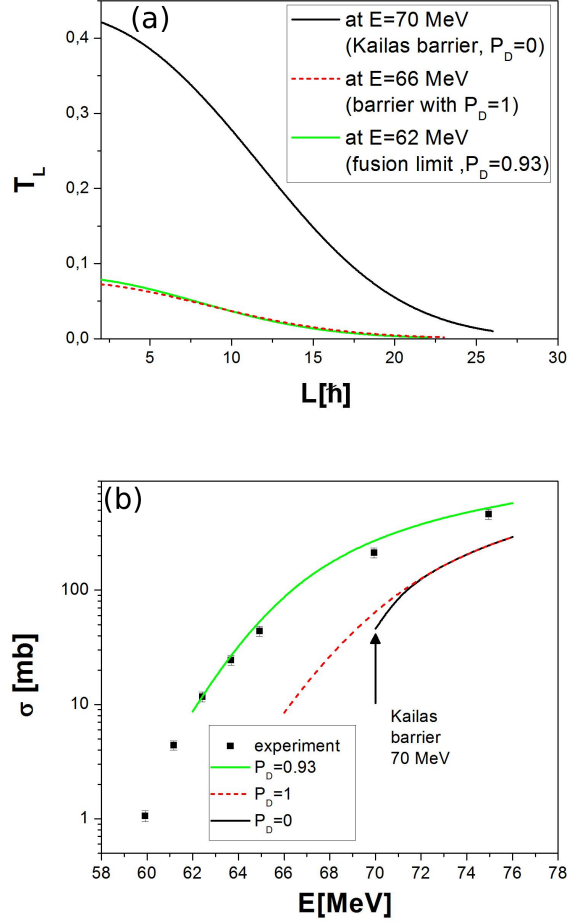 (a)
0,4
0,3
0,2
0,1
0,0
T_L
at E=70 MeV
(Kailas barrier, P_D=0)
at E=66 MeV
(barrier with P_D=1)
at E=62 MeV
(fusion limit ,P_D=0.93)
5 10 15 20 25 30
L[ħ]
(b)
100
10
1
σ [mb]
Kailas
barrier
70 MeV
experiment
P_D=0.93
P_D=1
P_D=0
58 60 62 64 66 68 70 72 74 76 78
E[MeV]